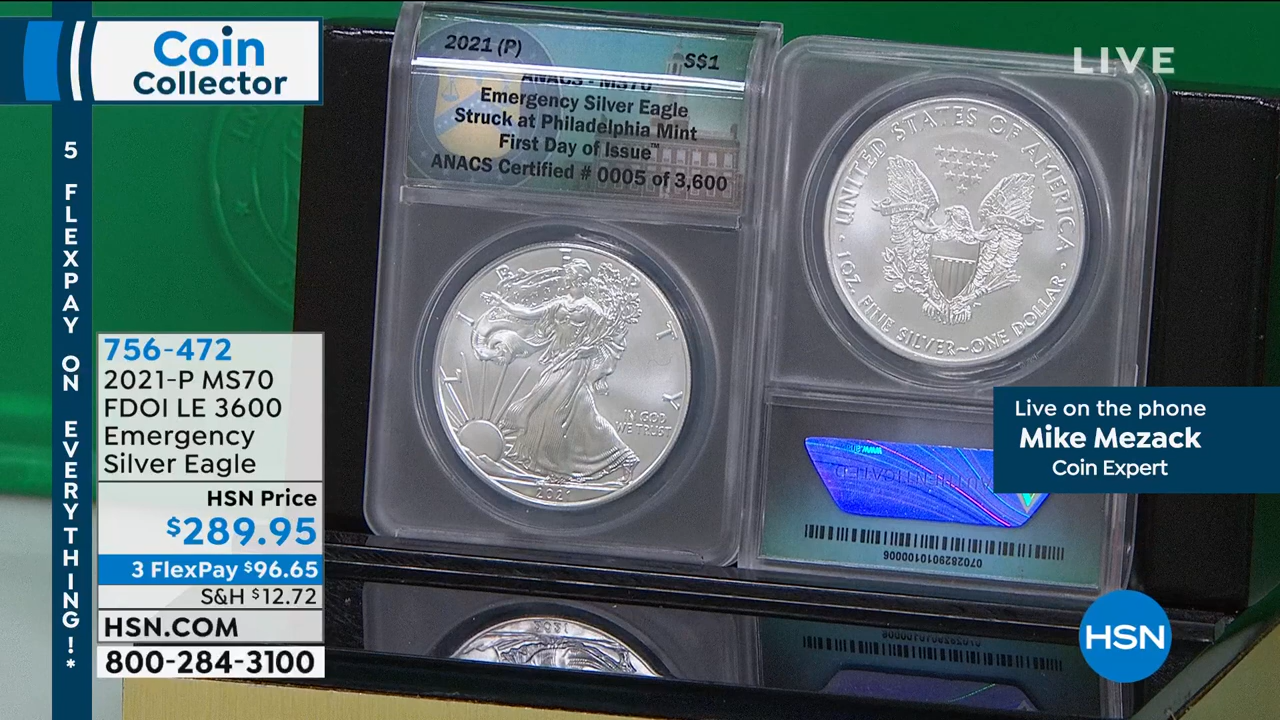 Coin
Collector
5 FLEXPAY ON EVERYTHING!*
LIVE
2021 (P)
S$1
ANACS - MS70
Emergency Silver Eagle
Struck at Philadelphia Mint
First Day of Issue™
ANACS Certified # 0005 of 3,600
LIBERTY
IN GOD
WE TRUST
2021
UNITED STATES OF AMERICA
1 OZ. FINE SILVER~ONE DOLLAR
0702829010100006
756-472
2021-P MS70
FDOI LE 3600
Emergency
Silver Eagle
HSN Price
$289.95
3 FlexPay $96.65
S&H $12.72
HSN.COM
800-284-3100
Live on the phone
Mike Mezack
Coin Expert
HSN